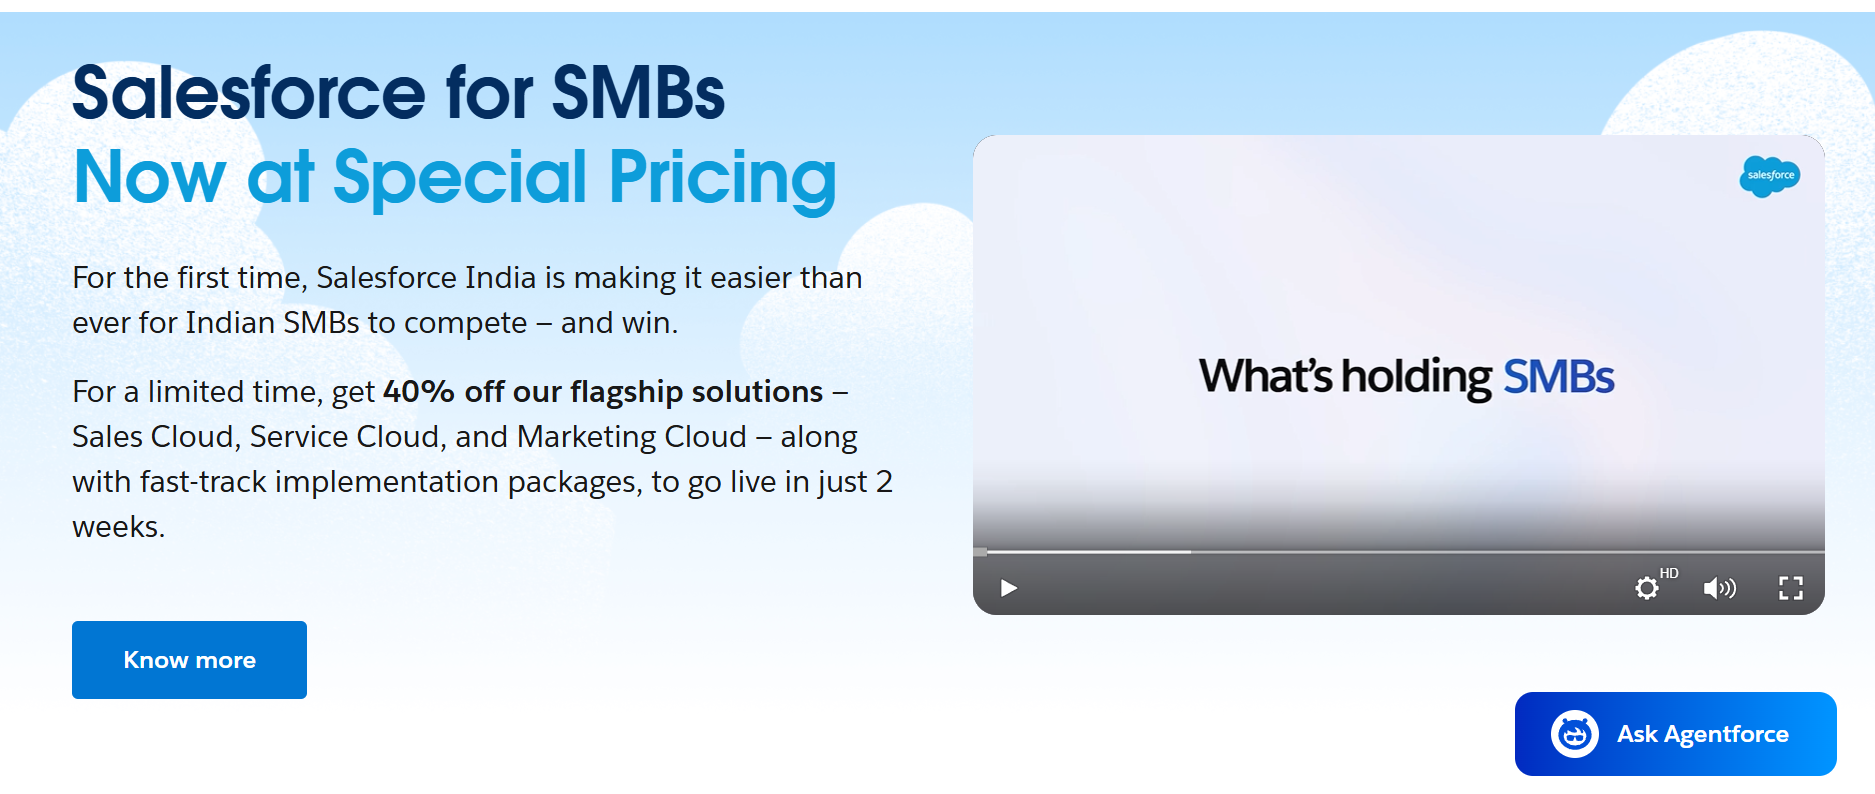 Salesforce for SMBs
Now at Special Pricing
For the first time, Salesforce India is making it easier than
ever for Indian SMBs to compete – and win.
For a limited time, get 40% off our flagship solutions –
Sales Cloud, Service Cloud, and Marketing Cloud – along
with fast-track implementation packages, to go live in just 2
weeks.
Know more
salesforce
What's holding SMBs
HD
Ask Agentforce